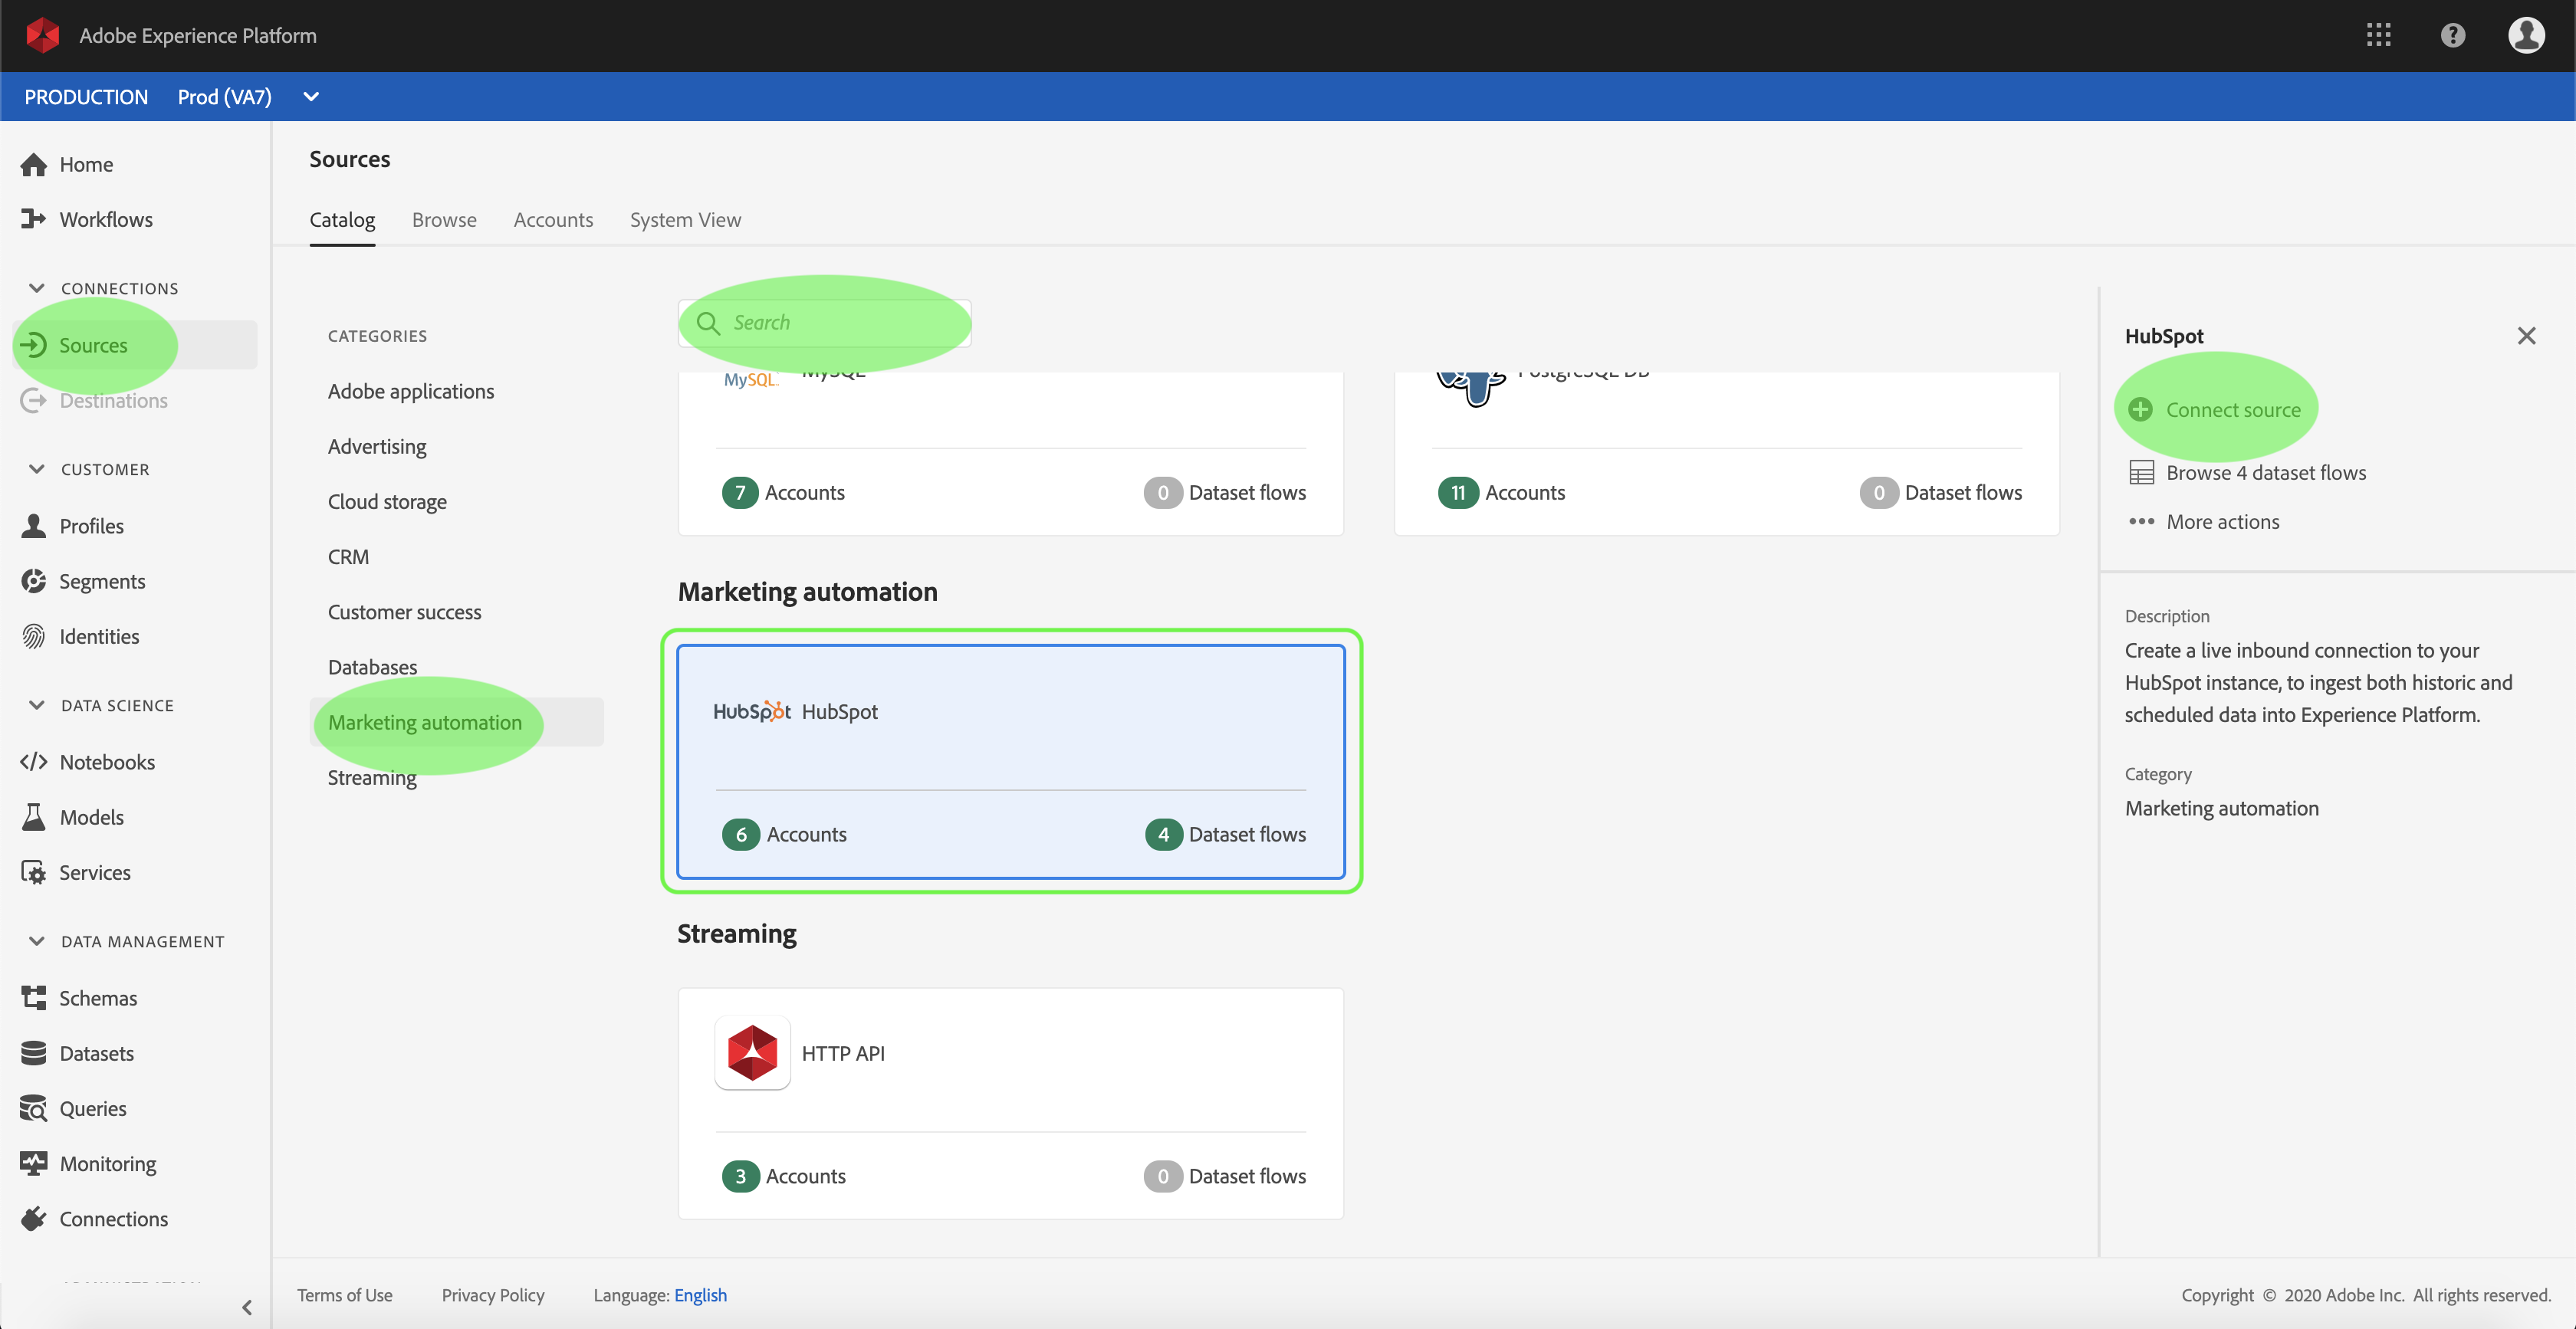 Adobe Experience Platform
PRODUCTION Prod (VA7)
Home
Workflows
CONNECTIONS
Sources
Destinations
CUSTOMER
Profiles
Segments
Identities
DATA SCIENCE
Notebooks
Models
Services
DATA MANAGEMENT
Schemas
Datasets
Queries
Monitoring
Connections
Sources
Catalog Browse Accounts System View
CATEGORIES
Adobe applications
Advertising
Cloud storage
CRM
Customer success
Databases
Marketing automation
Streaming
Search
MySQL MySQL
7 Accounts 0 Dataset flows
PostgreSQL DB
11 Accounts 0 Dataset flows
Marketing automation
HubSpot HubSpot
6 Accounts 4 Dataset flows
Streaming
HTTP API
3 Accounts 0 Dataset flows
HubSpot
Connect source
Browse 4 dataset flows
More actions
Description
Create a live inbound connection to your
HubSpot instance, to ingest both historic and
scheduled data into Experience Platform.
Category
Marketing automation
Terms of Use Privacy Policy Language: English
Copyright © 2020 Adobe Inc. All rights reserved.